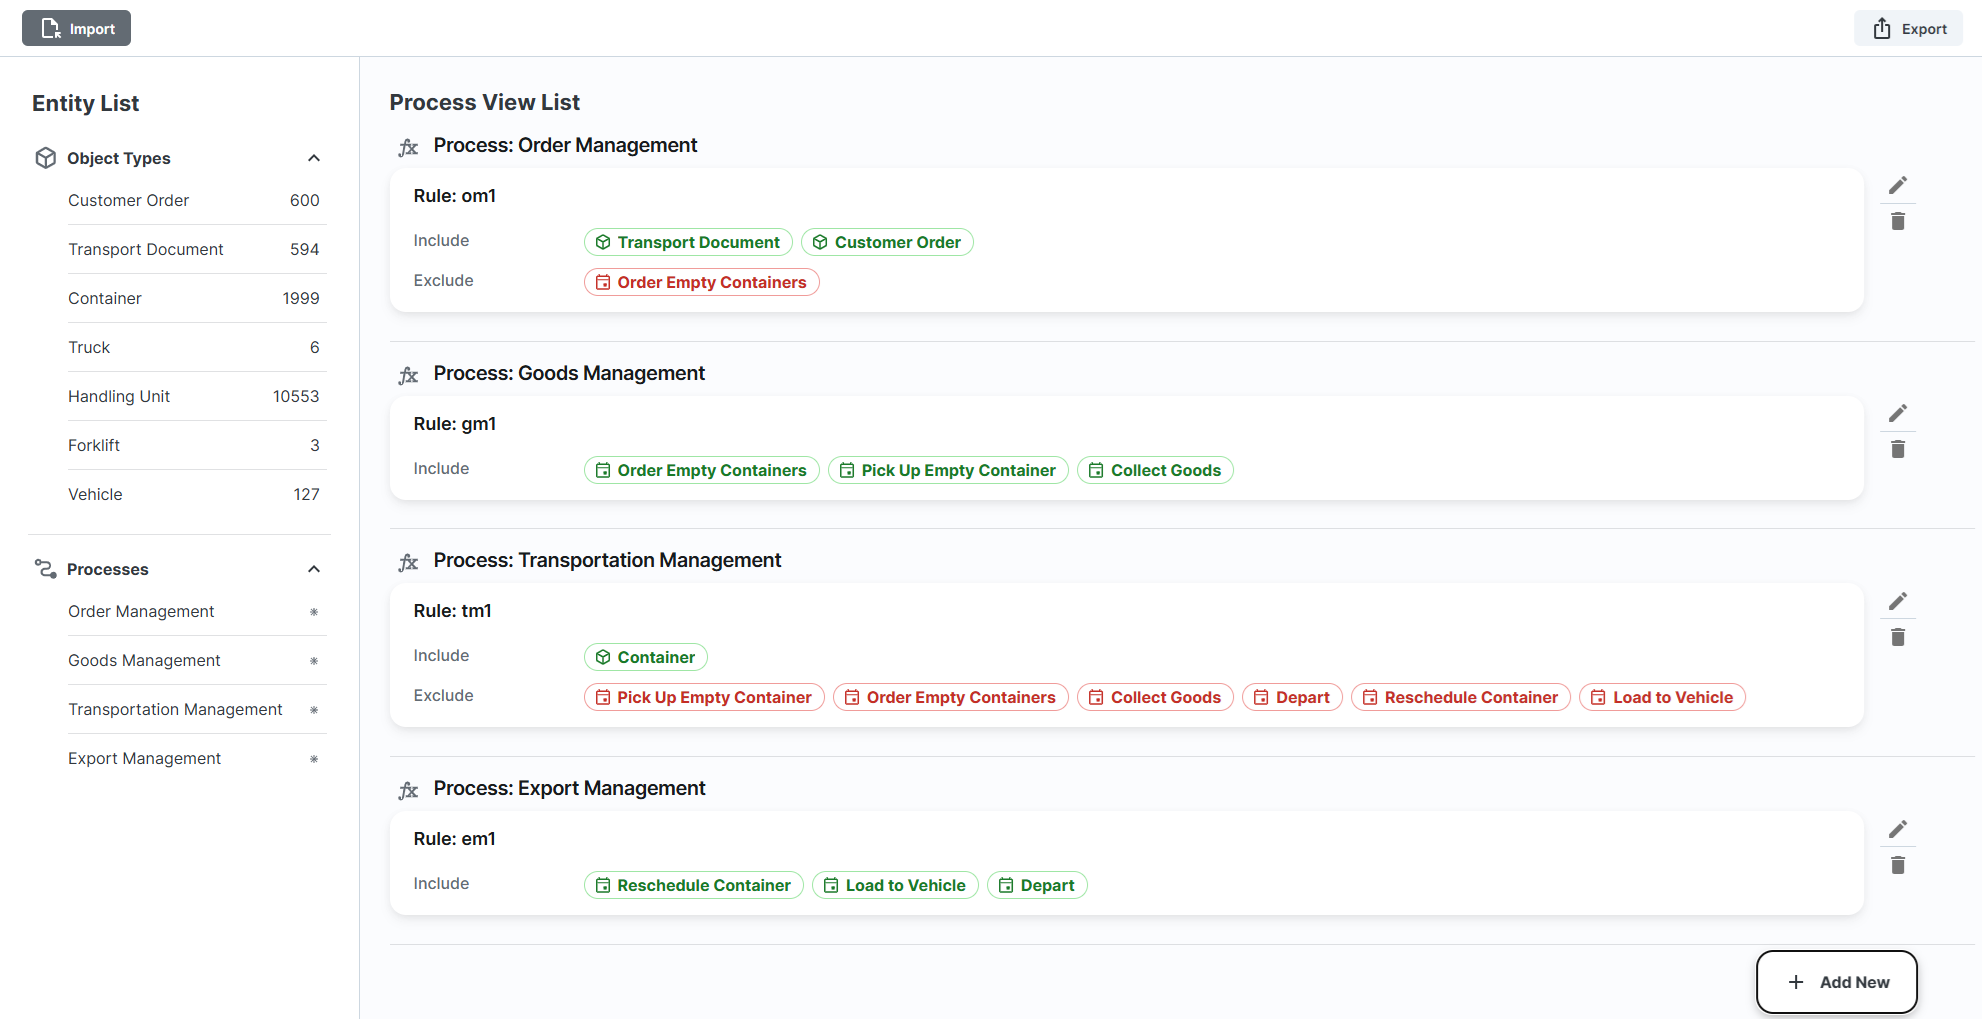 Import
Export
Entity List
Object Types
Customer Order 600
Transport Document 594
Container 1999
Truck 6
Handling Unit 10553
Forklift 3
Vehicle 127
Processes
Order Management *
Goods Management *
Transportation Management *
Export Management *
Process View List
fx Process: Order Management
Rule: om1
Include Transport Document Customer Order
Exclude Order Empty Containers
fx Process: Goods Management
Rule: gm1
Include Order Empty Containers Pick Up Empty Container Collect Goods
fx Process: Transportation Management
Rule: tm1
Include Container
Exclude Pick Up Empty Container Order Empty Containers Collect Goods Depart Reschedule Container Load to Vehicle
fx Process: Export Management
Rule: em1
Include Reschedule Container Load to Vehicle Depart
+ Add New